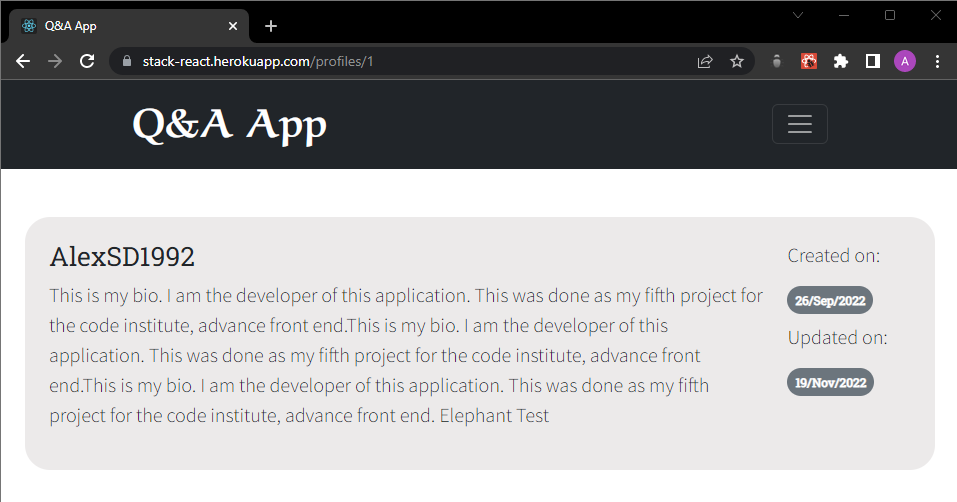 Q&A App
stack-react.herokuapp.com/profiles/1
A
Q&A App
AlexSD1992
This is my bio. I am the developer of this application. This was done as my fifth project for
the code institute, advance front end.This is my bio. I am the developer of this
application. This was done as my fifth project for the code institute, advance front
end.This is my bio. I am the developer of this application. This was done as my fifth
project for the code institute, advance front end. Elephant Test
Created on:
26/Sep/2022
Updated on:
19/Nov/2022